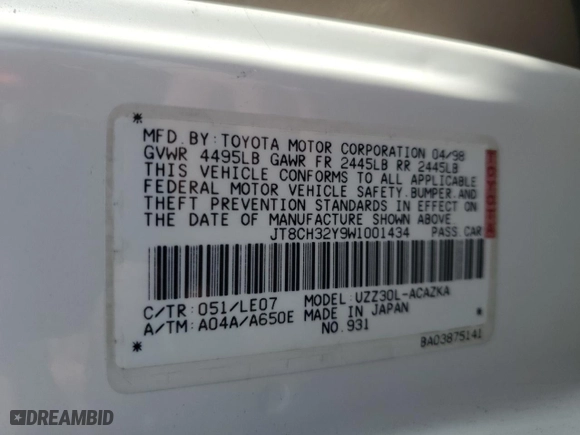 MFD. BY: TOYOTA MOTOR CORPORATION 04/98
GVWR 4495LB GAWR FR 2445LB RR 2445LB
THIS VEHICLE CONFORMS TO ALL APPLICABLE
FEDERAL MOTOR VEHICLE SAFETY, BUMPER, AND
THEFT PREVENTION STANDARDS IN EFFECT ON
THE DATE OF MANUFACTURE SHOWN ABOVE
JT8CH32Y9W1001434 PASS CAR
C/TR: 051/LE07 MODEL: UZZ30L-ACAZKA
A/TM: A04A/A650E MADE IN JAPAN
NO. 931
BA03875141
DREAMBID